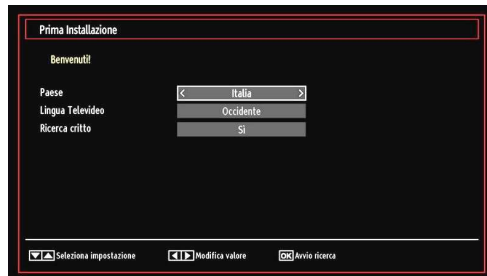 Prima Installazione
Benvenuti!
Paese < Italia >
Lingua Televideo Occidente
Ricerca critto Sì
Seleziona impostazione Modifica valore OK Avvio ricerca